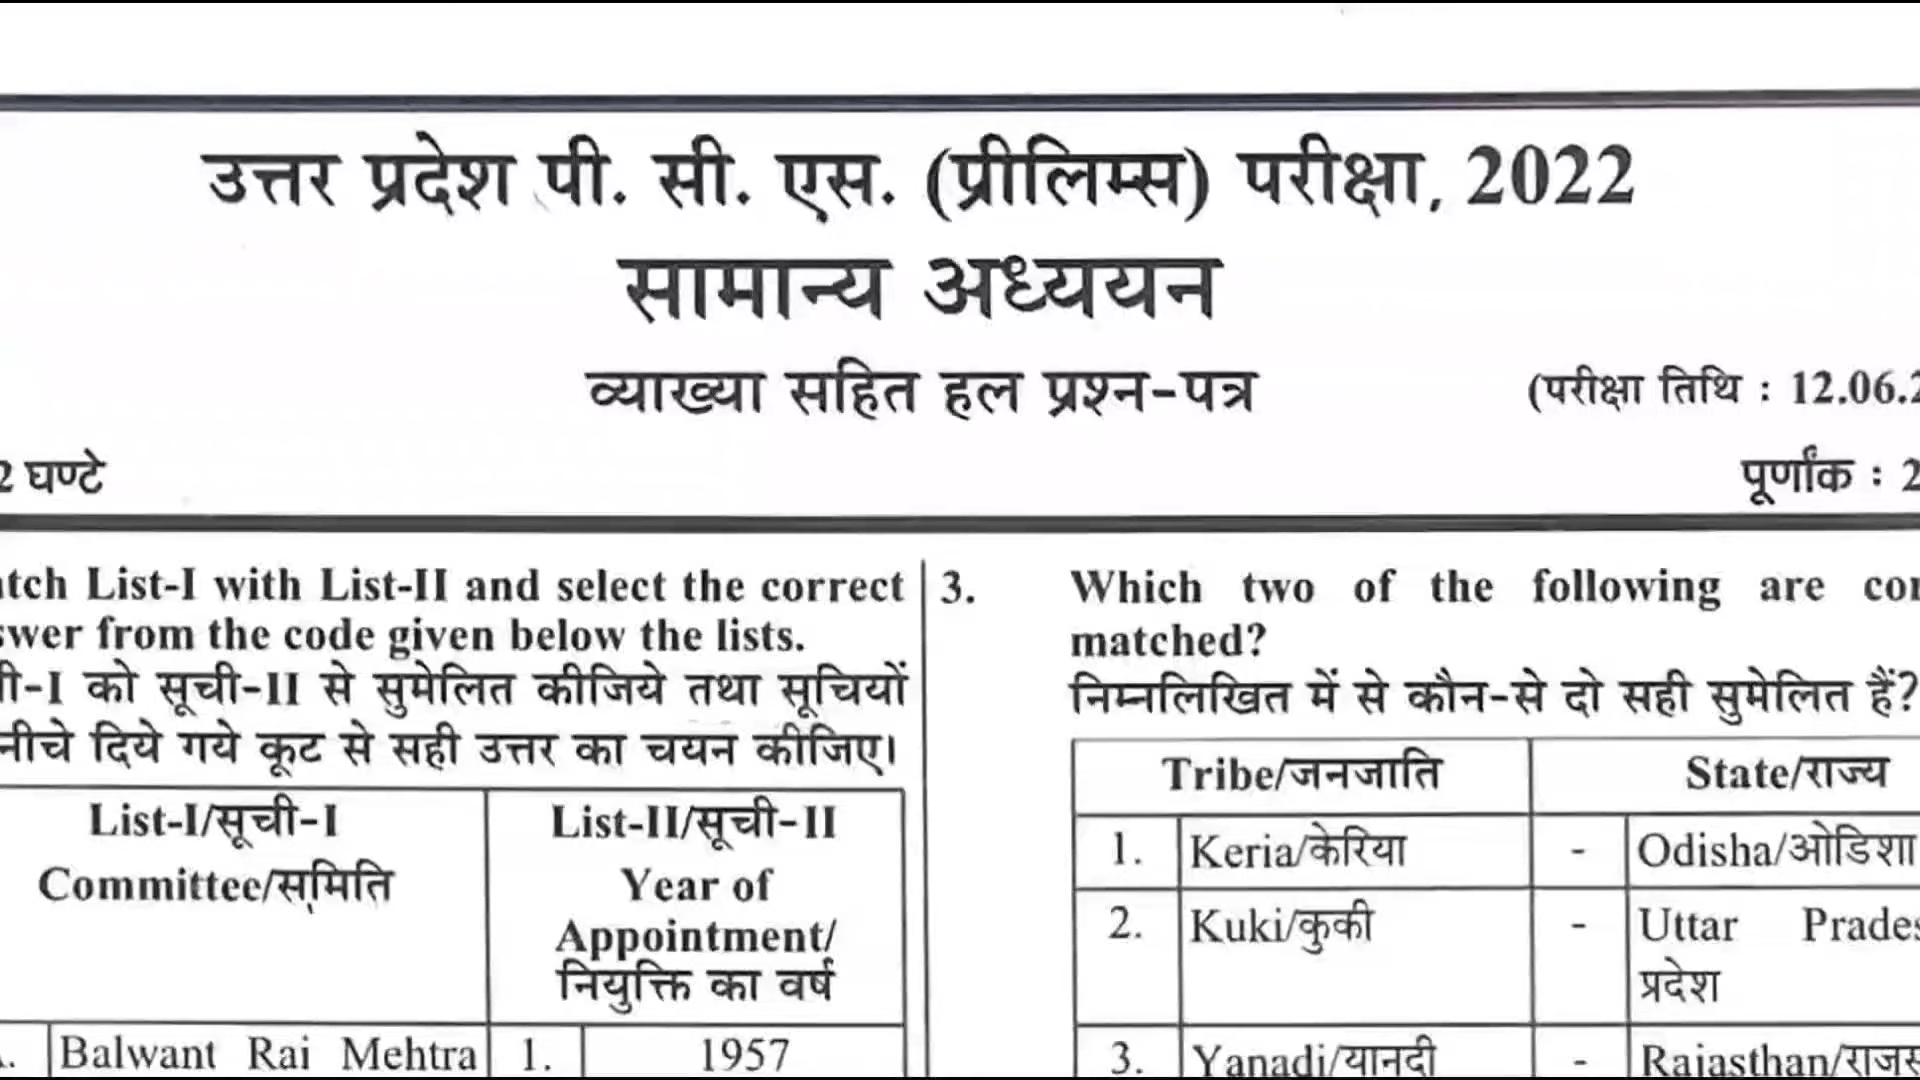 उत्तर प्रदेश पी. सी. एस. (प्रीलिम्स) परीक्षा, 2022
सामान्य अध्ययन
व्याख्या सहित हल प्रश्न-पत्र
(परीक्षा तिथि : 12.06.2
2 घण्टे
पूर्णांक : 2
tch List-I with List-II and select the correct
swer from the code given below the lists.
ी-I को सूची-II से सुमेलित कीजिये तथा सूचियों
नीचे दिये गये कूट से सही उत्तर का चयन कीजिए।
List-I/सूची-I
Committee/समिति
List-II/सूची-II
Year of
Appointment/
नियुक्ति का वर्ष
Balwant Rai Mehtra
1. 1957
3. Which two of the following are cor
matched?
निम्नलिखित में से कौन-से दो सही सुमेलित हैं?
Tribe/जनजाति State/राज्य
1. Keria/केरिया - Odisha/ओडिशा
2. Kuki/कुकी - Uttar Prades
प्रदेश
3. Yanadi/यानदी - Rajasthan/राजस